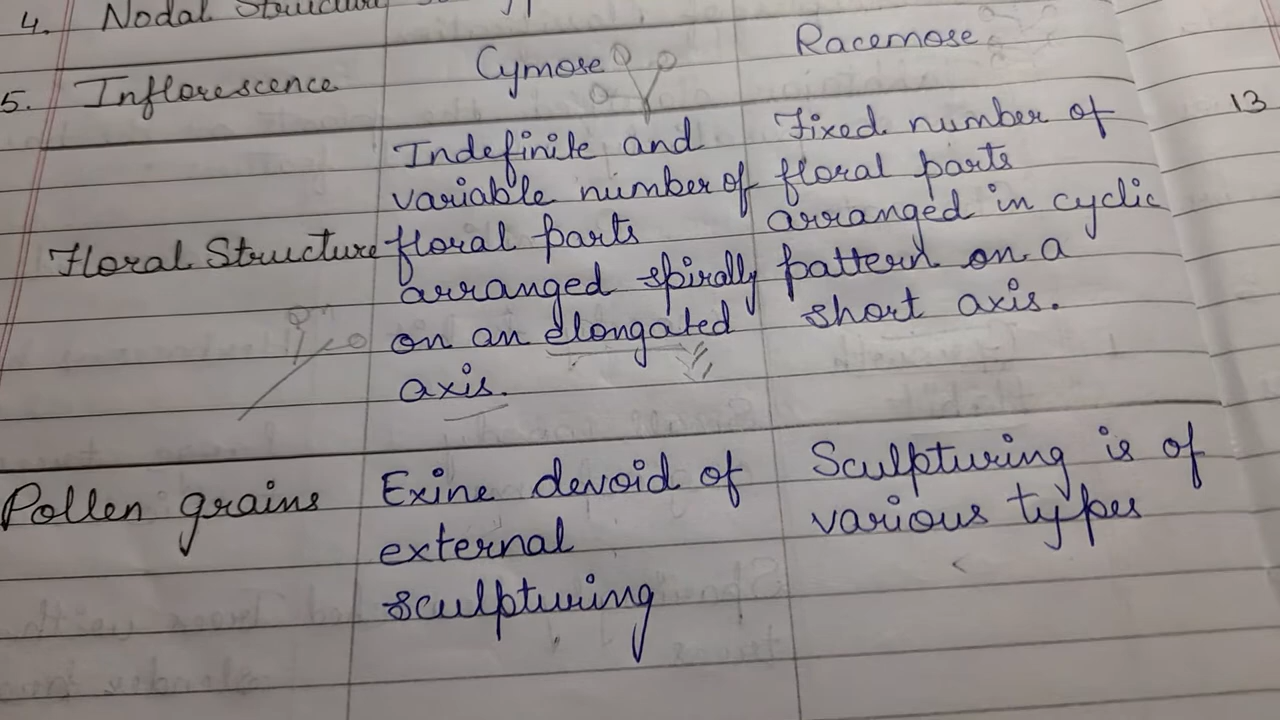 4. Nodal Structure
5. Inflorescence Cymose Racemose
13
Floral Structure
Indefinite and
variable number of
floral parts
arranged spirally
on an elongated
axis.
Fixed number of
floral parts
arranged in cyclic
pattern on a
short axis.
Pollen grains
Exine devoid of
external
sculpturing
Sculpturing is of
various types